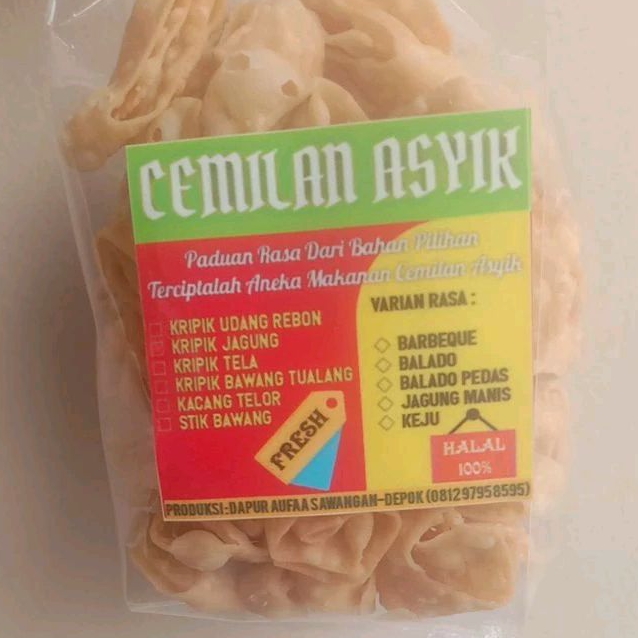 CEMILAN ASYIK
Paduan Rasa Dari Bahan Pilihan
Terciptalah Aneka Makanan Cemilan Asyik
KRIPIK UDANG REBON
KRIPIK JAGUNG
KRIPIK TELA
KRIPIK BAWANG TUALANG
KACANG TELOR
STIK BAWANG
FRESH
VARIAN RASA :
BARBEQUE
BALADO
BALADO PEDAS
JAGUNG MANIS
KEJU
HALAL
100%
PRODUKSI:DAPUR AUFAA SAWANGAN-DEPOK (081297958595)